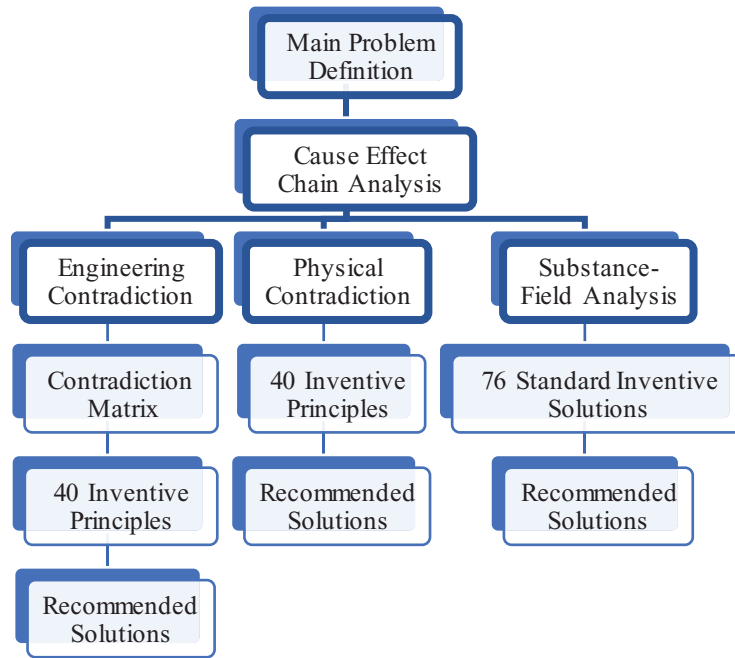 Main Problem
Definition
Cause Effect
Chain Analysis
Engineering
Contradiction
Physical
Contradiction
Substance-
Field Analysis
Contradiction
Matrix
40 Inventive
Principles
76 Standard Inventive
Solutions
40 Inventive
Principles
Recommended
Solutions
Recommended
Solutions
Recommended
Solutions